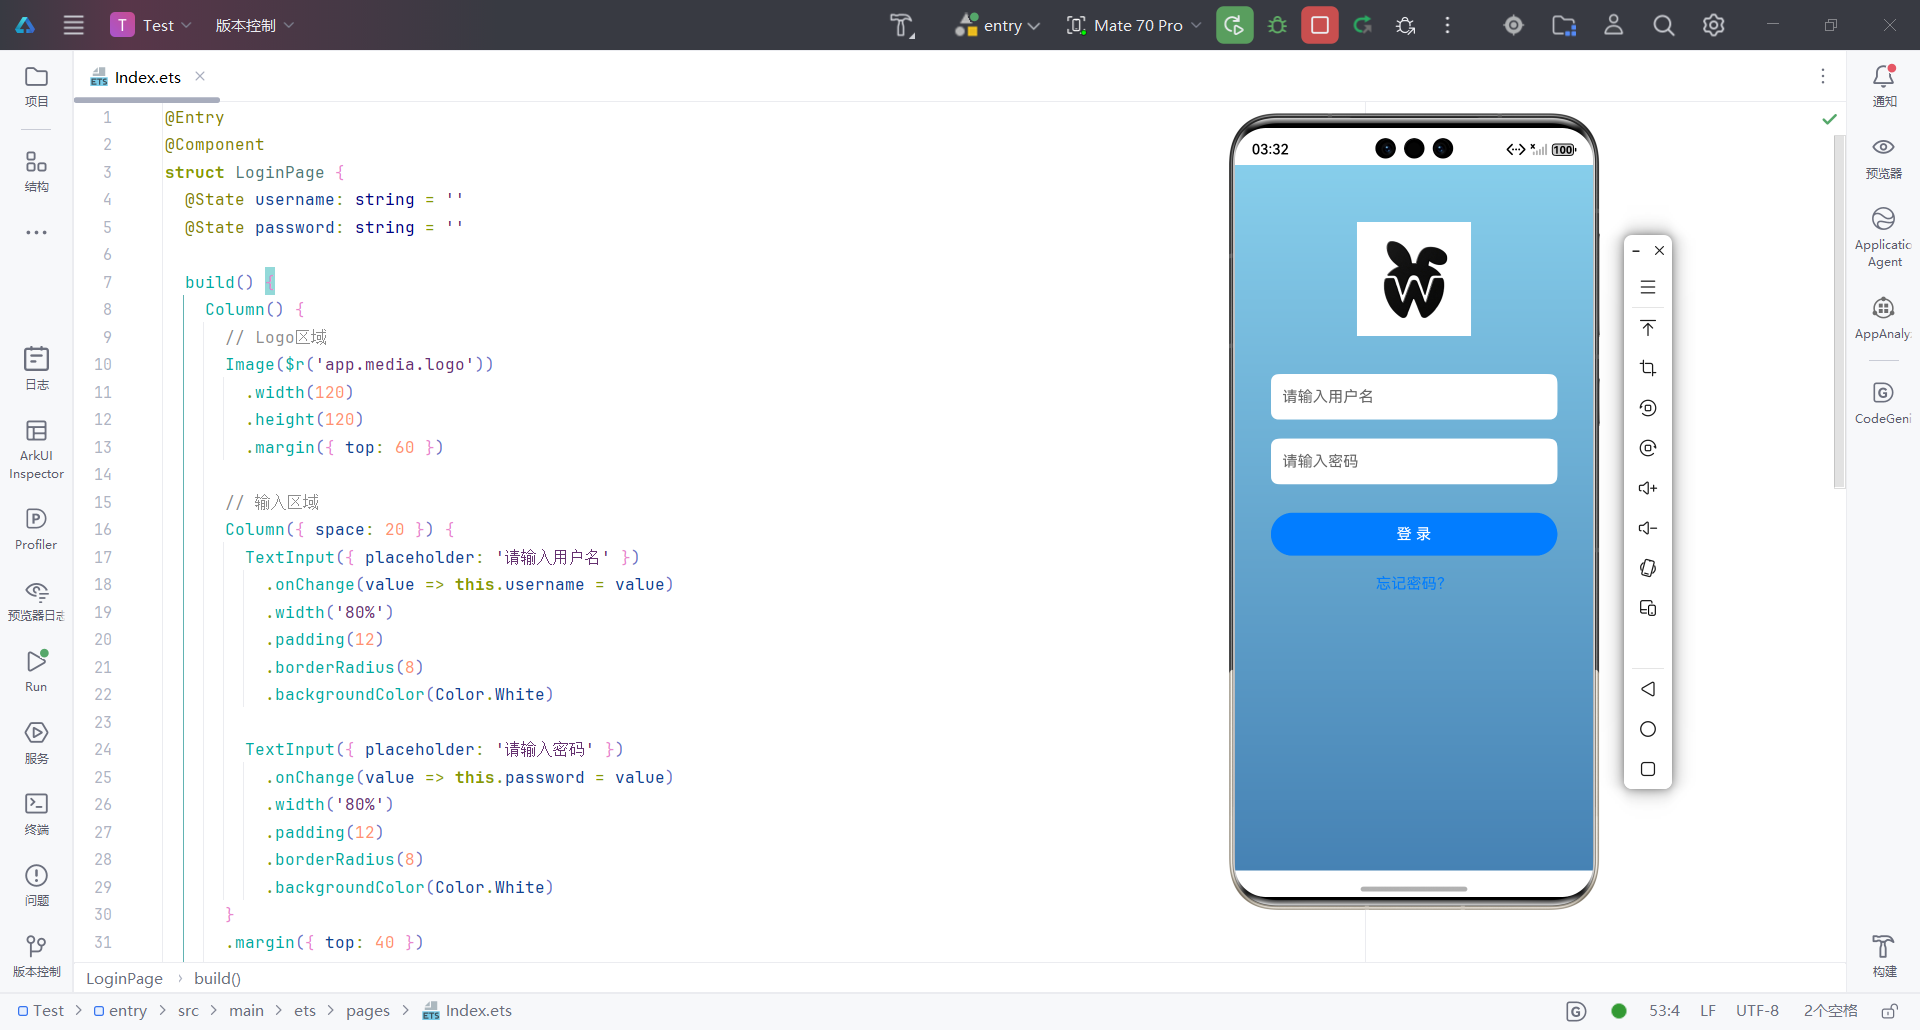 T Test 版本控制 entry Mate 70 Pro
Index.ets
项目
结构
日志
ArkUI
Inspector
Profiler
预览器日志
Run
服务
终端
问题
版本控制
1 @Entry
2 @Component
3 struct LoginPage {
4 @State username: string = ''
5 @State password: string = ''
6
7 build() {
8 Column() {
9 // Logo区域
10 Image($r('app.media.logo'))
11 .width(120)
12 .height(120)
13 .margin({ top: 60 })
14
15 // 输入区域
16 Column({ space: 20 }) {
17 TextInput({ placeholder: '请输入用户名' })
18 .onChange(value => this.username = value)
19 .width('80%')
20 .padding(12)
21 .borderRadius(8)
22 .backgroundColor(Color.White)
23
24 TextInput({ placeholder: '请输入密码' })
25 .onChange(value => this.password = value)
26 .width('80%')
27 .padding(12)
28 .borderRadius(8)
29 .backgroundColor(Color.White)
30 }
31 .margin({ top: 40 })
03:32 100
W
请输入用户名
请输入密码
登 录
忘记密码?
通知
预览器
Applicatic
Agent
AppAnaly
CodeGeni
构建
LoginPage › build()
Test > entry > src > main > ets > pages > Index.ets 53:4 LF UTF-8 2个空格